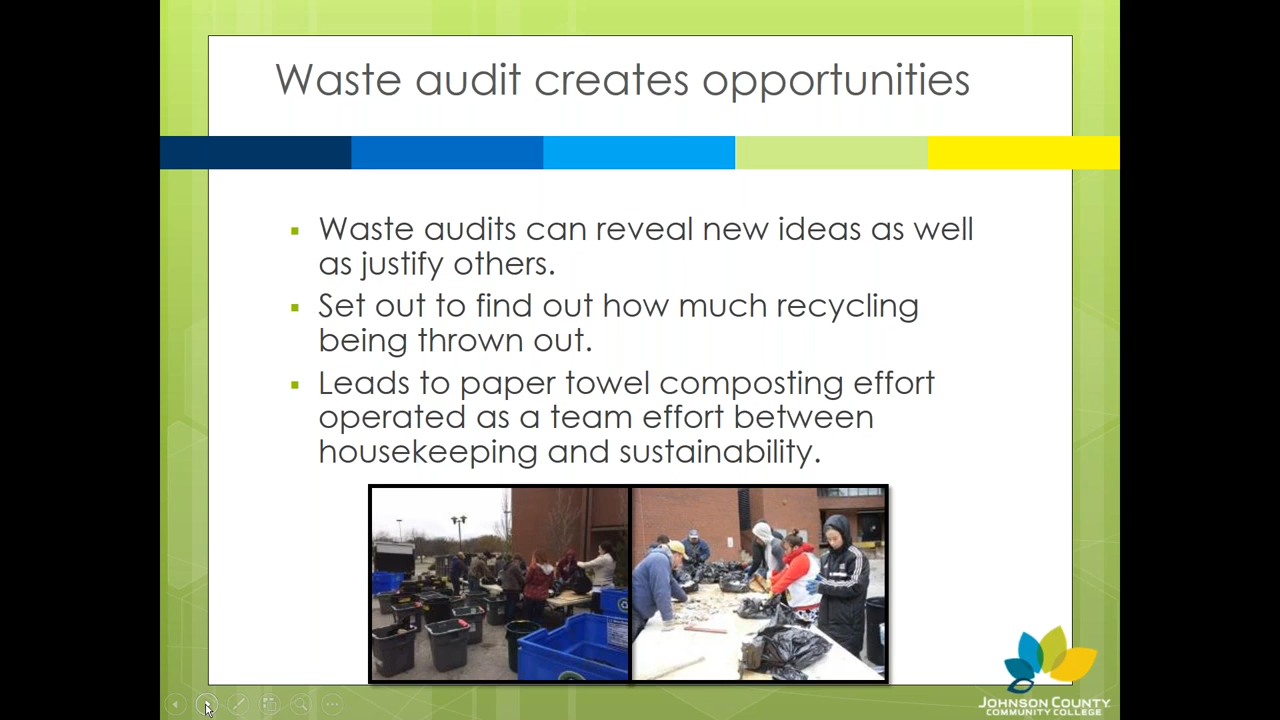 Waste audit creates opportunities
Waste audits can reveal new ideas as well
as justify others.
Set out to find out how much recycling
being thrown out.
Leads to paper towel composting effort
operated as a team effort between
housekeeping and sustainability.
JOHNSON COUNTY
COMMUNITY COLLEGE